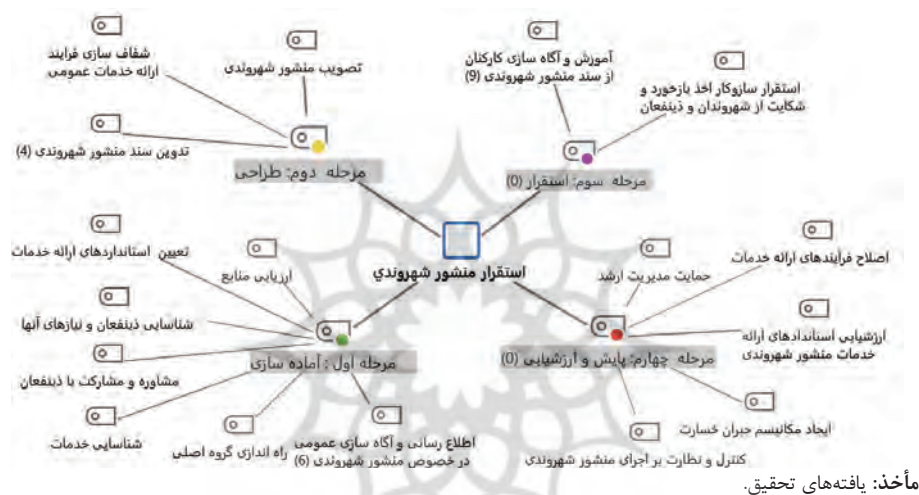 آموزش و آگاه سازی کارکنان
از سند منشور شهروندی (9)
استقرار سازوکار اخذ بازخورد و
شکایت از شهروندان و ذینفعان
مرحله سوم: استقرار (0)
تصویب منشور شهروندی
شفاف سازی فرایند
ارائه خدمات عمومی
تدوین سند منشور شهروندی (4)
مرحله دوم: طراحی
استقرار منشور شهروندي
حمایت مدیریت ارشد
اصلاح فرآیندهای ارائه خدمات
ارزشیابی استانداردهای ارائه
خدمات منشور شهروندی
مرحله چهارم: پایش و ارزشیابی (0)
ایجاد مکانیسم جبران خسارت
کنترل و نظارت بر اجرای منشور شهروندی
ارزیابی منابع
تعیین استانداردهای ارائه خدمات
شناسایی ذینفعان و نیازهای آنها
مرحله اول : آماده سازی
مشاوره و مشارکت با ذینفعان
اطلاع رسانی و آگاه سازی عمومی
در خصوص منشور شهروندی (6)
راه اندازی گروه اصلی
شناسایی خدمات
مأخذ: یافته‌های تحقیق.